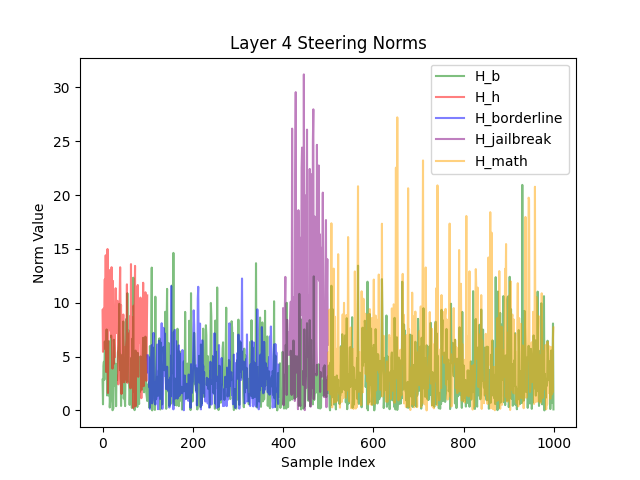 Layer 4 Steering Norms
H_b
H_h
H_borderline
H_jailbreak
H_math
Norm Value
30
25
20
15
10
5
0
0 200 400 600 800 1000
Sample Index